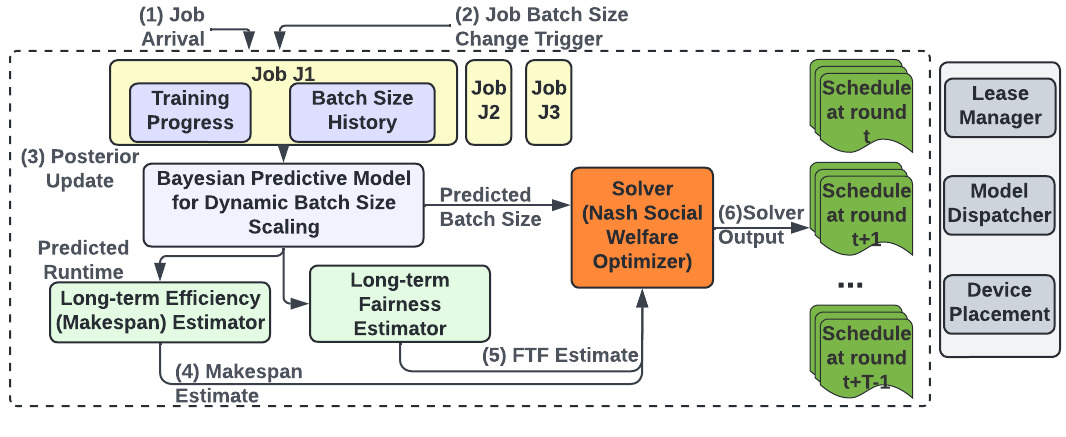 (1) Job
Arrival
(2) Job Batch Size
Change Trigger
Job J1
Training
Progress
Batch Size
History
Job
J2
Job
J3
(3) Posterior
Update
Bayesian Predictive Model
for Dynamic Batch Size
Scaling
Predicted
Batch Size
Predicted
Runtime
Long-term Efficiency
(Makespan) Estimator
Long-term
Fairness
Estimator
(4) Makespan
Estimate
(5) FTF Estimate
Solver
(Nash Social
Welfare
Optimizer)
(6)Solver
Output
Schedule
at round
t
Schedule
at round
t+1
...
Schedule
at round
t+T-1
Lease
Manager
Model
Dispatcher
Device
Placement